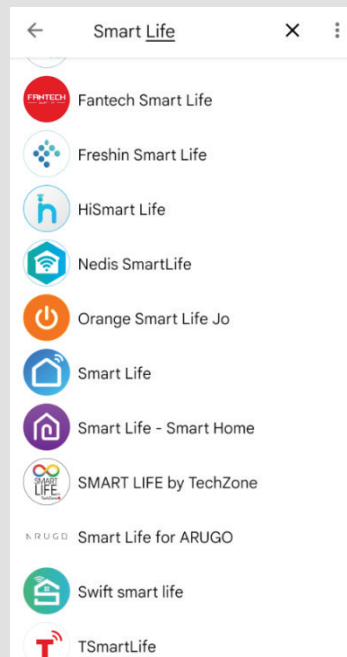 Smart Life
FANTECH
Fantech Smart Life
Freshin Smart Life
HiSmart Life
Nedis SmartLife
Orange Smart Life Jo
Smart Life
Smart Life - Smart Home
SMART
LIFE
TechZone
SMART LIFE by TechZone
ARUGO
Smart Life for ARUGO
Swift smart life
TSmartLife